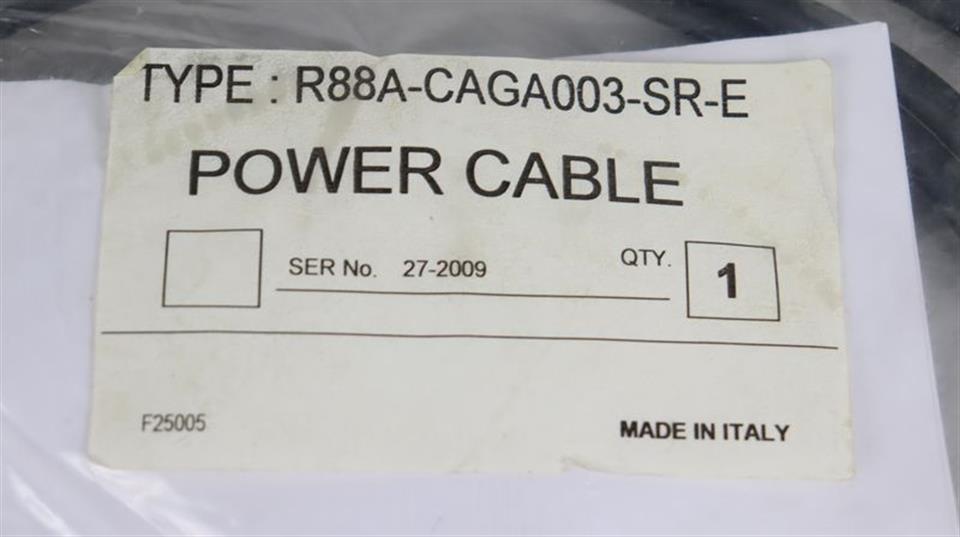 TYPE : R88A-CAGA003-SR-E
POWER CABLE
SER No. 27-2009 QTY. 1
F25005 MADE IN ITALY